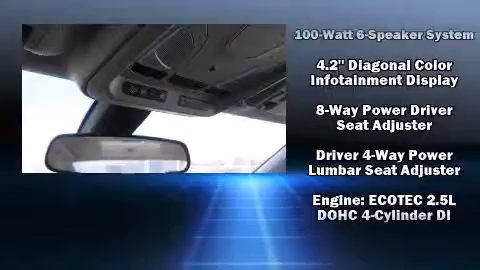 100-Watt 6-Speaker System
4.2" Diagonal Color
Infotainment Display
8-Way Power Driver
Seat Adjuster
Driver 4-Way Power
Lumbar Seat Adjuster
Engine: ECOTEC 2.5L
DOHC 4-Cylinder DI